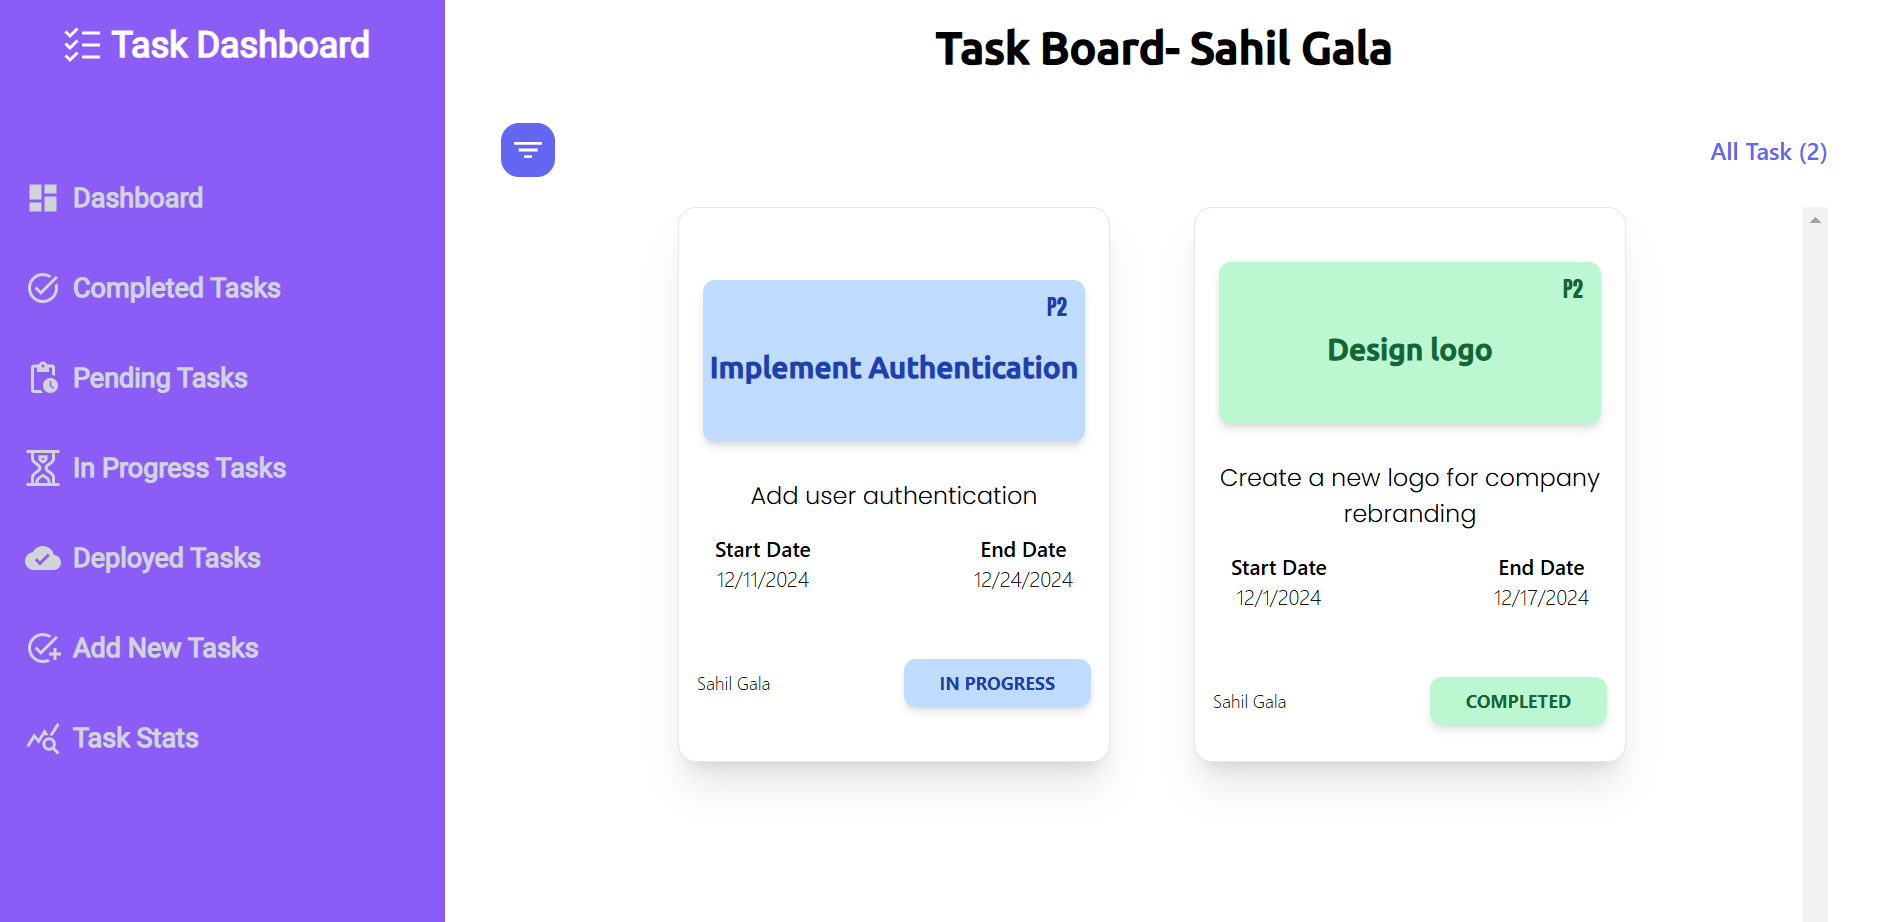 Task Dashboard
Dashboard
Completed Tasks
Pending Tasks
In Progress Tasks
Deployed Tasks
Add New Tasks
Task Stats
Task Board- Sahil Gala
All Task (2)
P2
Implement Authentication
Add user authentication
Start Date
12/11/2024
End Date
12/24/2024
Sahil Gala
IN PROGRESS
P2
Design logo
Create a new logo for company
rebranding
Start Date
12/1/2024
End Date
12/17/2024
Sahil Gala
COMPLETED